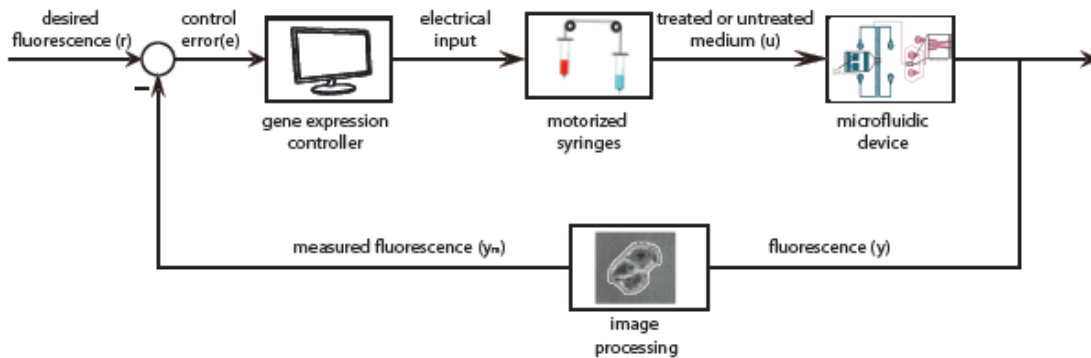 desired
fluorescence (r)
control
error(e)
electrical
input
treated or untreated
medium (u)
gene expression
controller
motorized
syringes
microfluidic
device
measured fluorescence (yₘ)
fluorescence (y)
image
processing